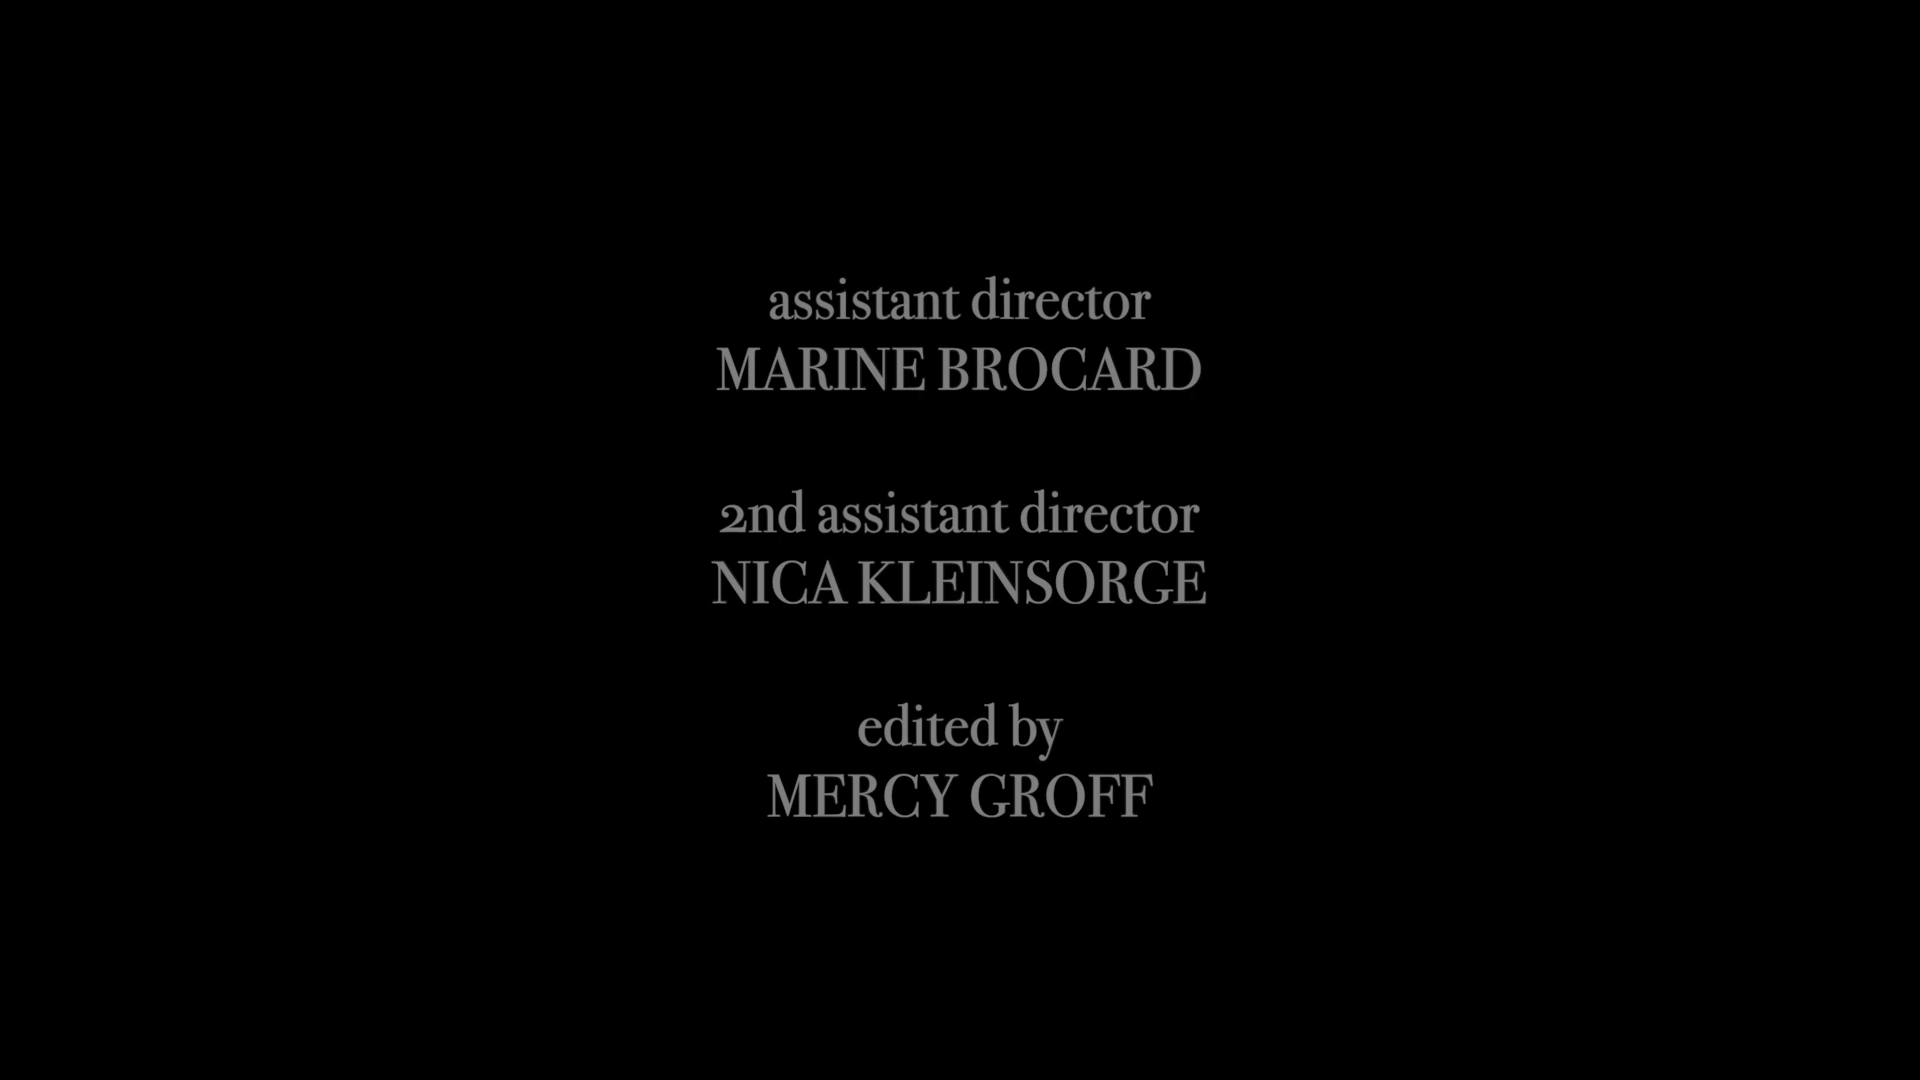 assistant director
MARINE BROCARD
2nd assistant director
NICA KLEINSORGE
edited by
MERCY GROFF